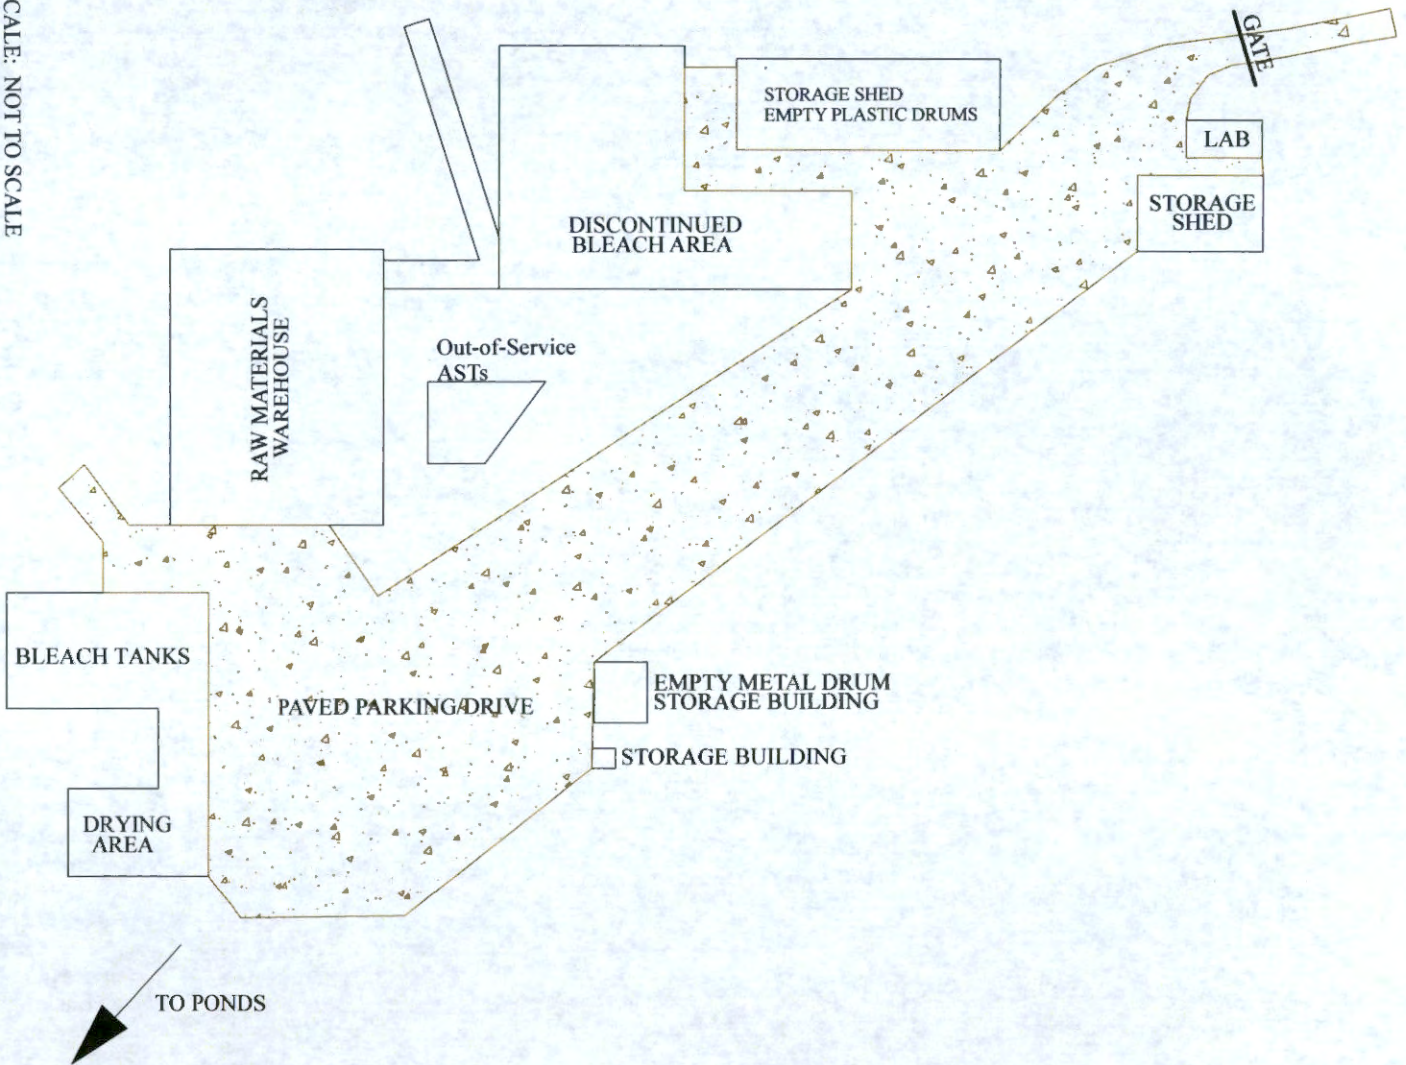 CALE: NOT TO SCALE
GATE
STORAGE SHED
EMPTY PLASTIC DRUMS
LAB
STORAGE
SHED
DISCONTINUED
BLEACH AREA
RAW MATERIALS
WAREHOUSE
Out-of-Service
ASTs
BLEACH TANKS
PAVED PARKING/DRIVE
EMPTY METAL DRUM
STORAGE BUILDING
STORAGE BUILDING
DRYING
AREA
TO PONDS